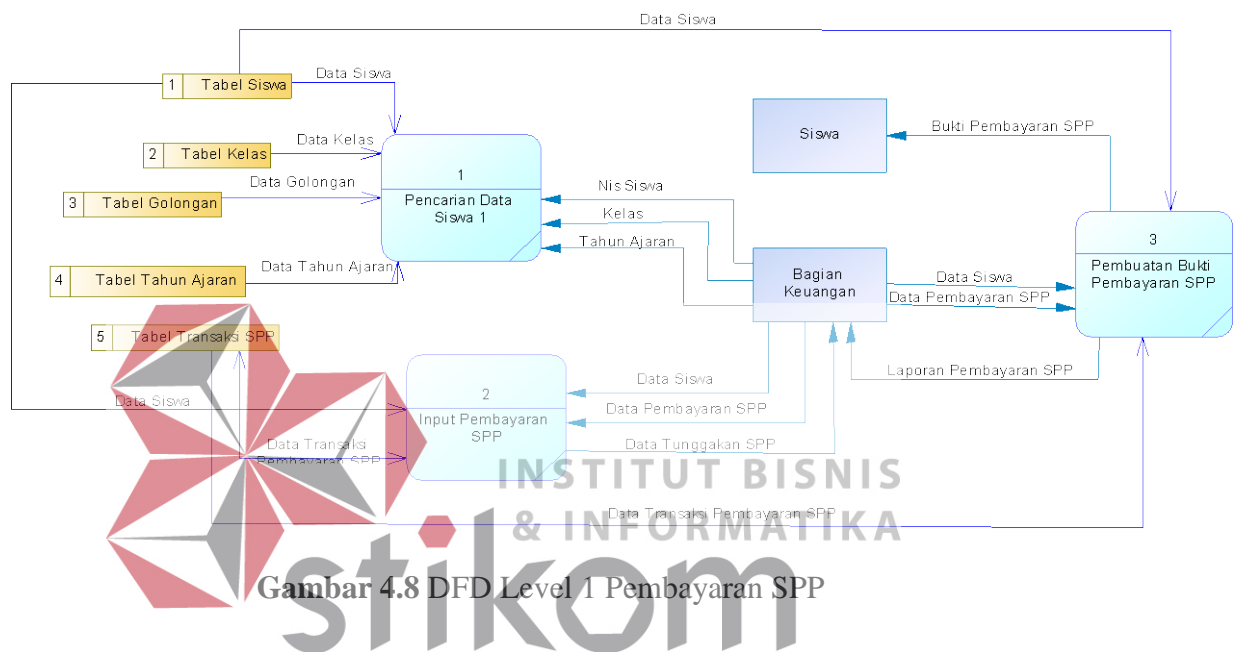 Data Siswa
1 Tabel Siswa
Data Siswa
2 Tabel Kelas
Data Kelas
3 Tabel Golongan
Data Golongan
4 Tabel Tahun Ajaran
Data Tahun Ajaran
5 Tabel Transaksi SPP
1
Pencarian Data
Siswa 1
Nis Siswa
Kelas
Tahun Ajaran
Siswa
Bukti Pembayaran SPP
Bagian
Keuangan
Data Siswa
Data Pembayaran SPP
3
Pembuatan Bukti
Pembayaran SPP
Laporan Pembayaran SPP
Data Siswa
2
Input Pembayaran
SPP
Data Siswa
Data Pembayaran SPP
Data Tunggakan SPP
Data Transaksi
Pembayaran SPP
Data Transaksi Pembayaran SPP
INSTITUT BISNIS
& INFORMATIKA
stikom
Gambar 4.8 DFD Level 1 Pembayaran SPP